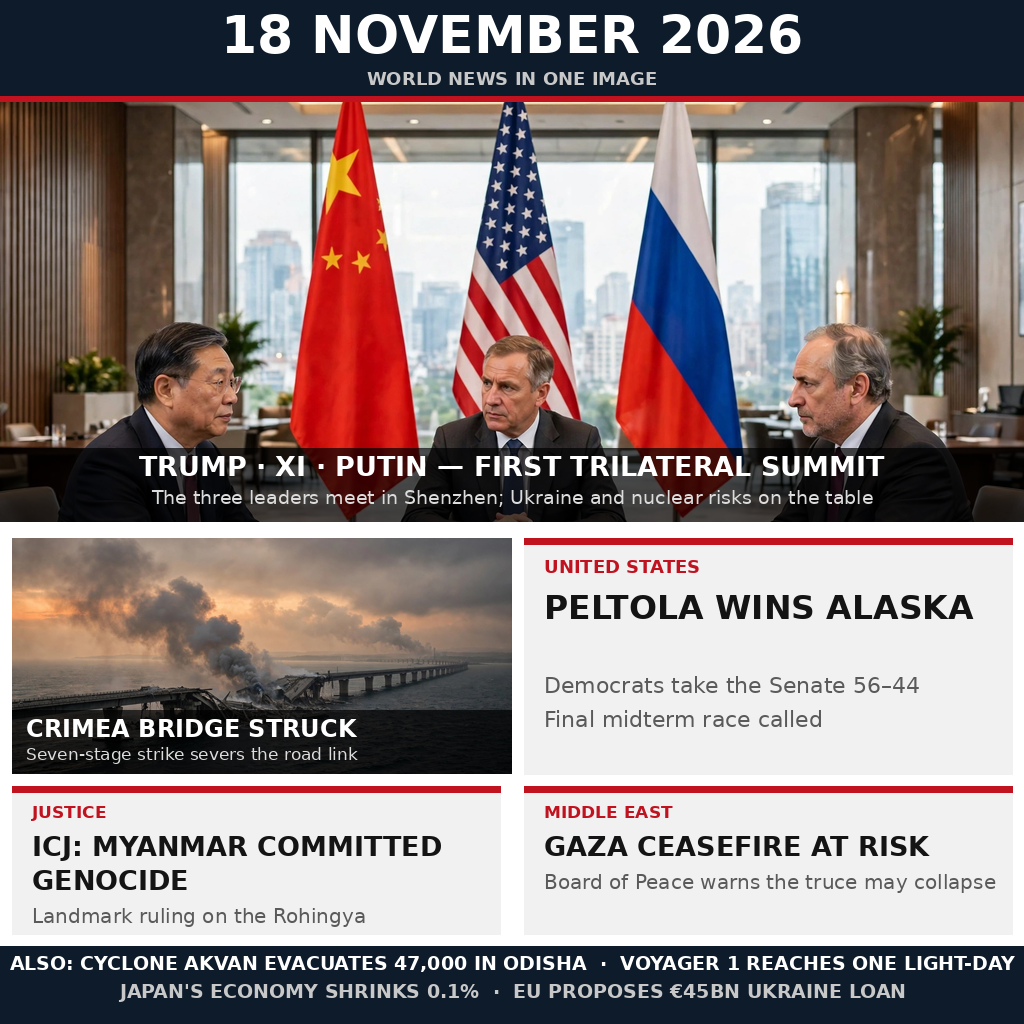 18 NOVEMBER 2026
WORLD NEWS IN ONE IMAGE
TRUMP · XI · PUTIN — FIRST TRILATERAL SUMMIT
The three leaders meet in Shenzhen; Ukraine and nuclear risks on the table
CRIMEA BRIDGE STRUCK
Seven-stage strike severs the road link
UNITED STATES
PELTOLA WINS ALASKA
Democrats take the Senate 56–44
Final midterm race called
JUSTICE
ICJ: MYANMAR COMMITTED
GENOCIDE
Landmark ruling on the Rohingya
MIDDLE EAST
GAZA CEASEFIRE AT RISK
Board of Peace warns the truce may collapse
ALSO: CYCLONE AKVAN EVACUATES 47,000 IN ODISHA · VOYAGER 1 REACHES ONE LIGHT-DAY
JAPAN'S ECONOMY SHRINKS 0.1% · EU PROPOSES €45BN UKRAINE LOAN